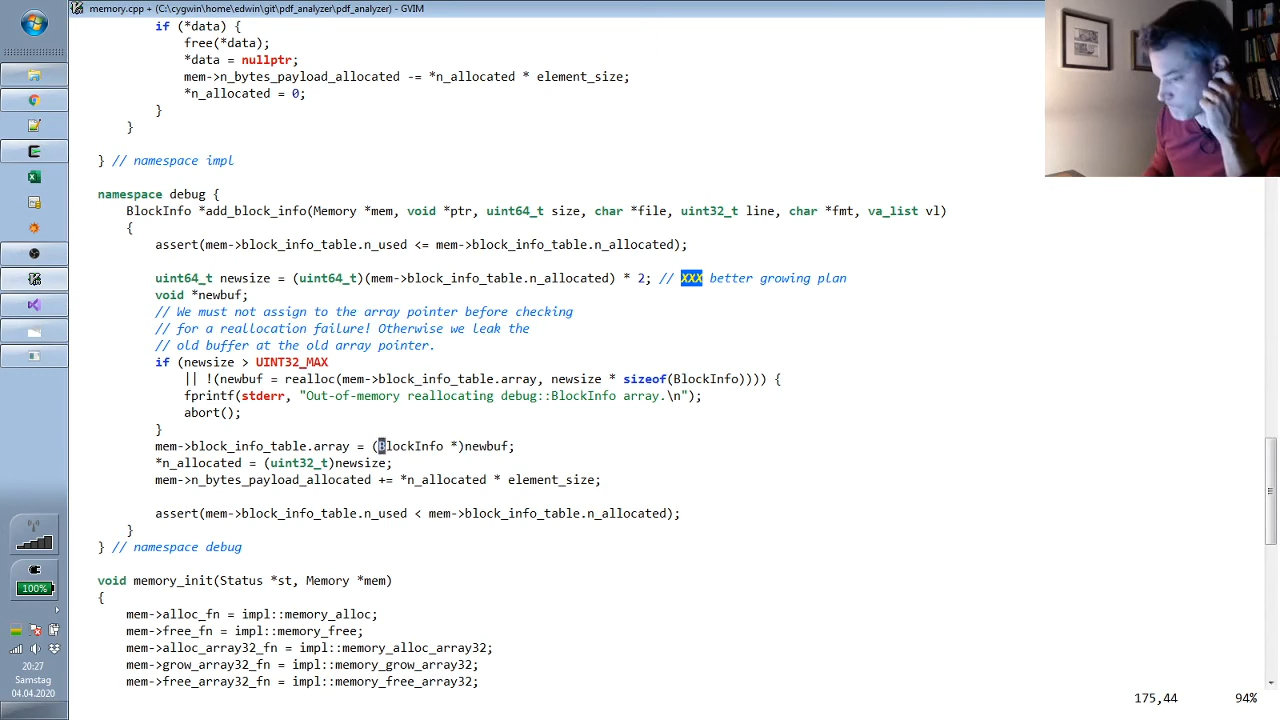 memory.cpp + (C:\cygwin\home\edwin\git\pdf_analyzer\pdf_analyzer) - GVIM
if (*data) {
free(*data);
*data = nullptr;
mem->n_bytes_payload_allocated -= *n_allocated * element_size;
*n_allocated = 0;
}
}
} // namespace impl
namespace debug {
BlockInfo *add_block_info(Memory *mem, void *ptr, uint64_t size, char *file, uint32_t line, char *fmt, va_list vl)
{
assert(mem->block_info_table.n_used <= mem->block_info_table.n_allocated);
uint64_t newsize = (uint64_t)(mem->block_info_table.n_allocated) * 2; // XXX better growing plan
void *newbuf;
// We must not assign to the array pointer before checking
// for a reallocation failure! Otherwise we leak the
// old buffer at the old array pointer.
if (newsize > UINT32_MAX
|| !(newbuf = realloc(mem->block_info_table.array, newsize * sizeof(BlockInfo)))) {
fprintf(stderr, "Out-of-memory reallocating debug::BlockInfo array.\n");
abort();
}
mem->block_info_table.array = (BlockInfo *)newbuf;
*n_allocated = (uint32_t)newsize;
mem->n_bytes_payload_allocated += *n_allocated * element_size;
assert(mem->block_info_table.n_used < mem->block_info_table.n_allocated);
}
} // namespace debug
void memory_init(Status *st, Memory *mem)
{
mem->alloc_fn = impl::memory_alloc;
mem->free_fn = impl::memory_free;
mem->alloc_array32_fn = impl::memory_alloc_array32;
mem->grow_array32_fn = impl::memory_grow_array32;
mem->free_array32_fn = impl::memory_free_array32;
175,44 94%
100%
20:27
Samstag
04.04.2020